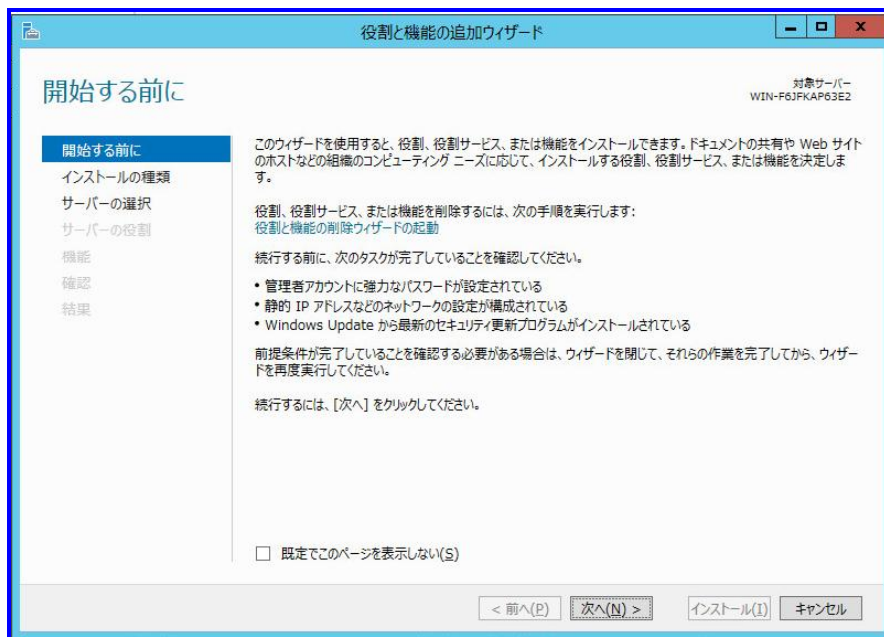 役割と機能の追加ウィザード
開始する前に
対象サーバー
WIN-F6JFKAP63E2
開始する前に
インストールの種類
サーバーの選択
サーバーの役割
機能
確認
結果
このウィザードを使用すると、役割、役割サービス、または機能をインストールできます。ドキュメントの共有や Web サイト
のホストなどの組織のコンピューティング ニーズに応じて、インストールする役割、役割サービス、または機能を決定しま
す。
役割、役割サービス、または機能を削除するには、次の手順を実行します:
役割と機能の削除ウィザードの起動
続行する前に、次のタスクが完了していることを確認してください。
• 管理者アカウントに強力なパスワードが設定されている
• 静的 IP アドレスなどのネットワークの設定が構成されている
• Windows Update から最新のセキュリティ更新プログラムがインストールされている
前提条件が完了していることを確認する必要がある場合は、ウィザードを閉じて、それらの作業を完了してから、ウィザー
ドを再度実行してください。
続行するには、[次へ] をクリックしてください。
既定でこのページを表示しない(S)
< 前へ(P) 次へ(N) > インストール(I) キャンセル